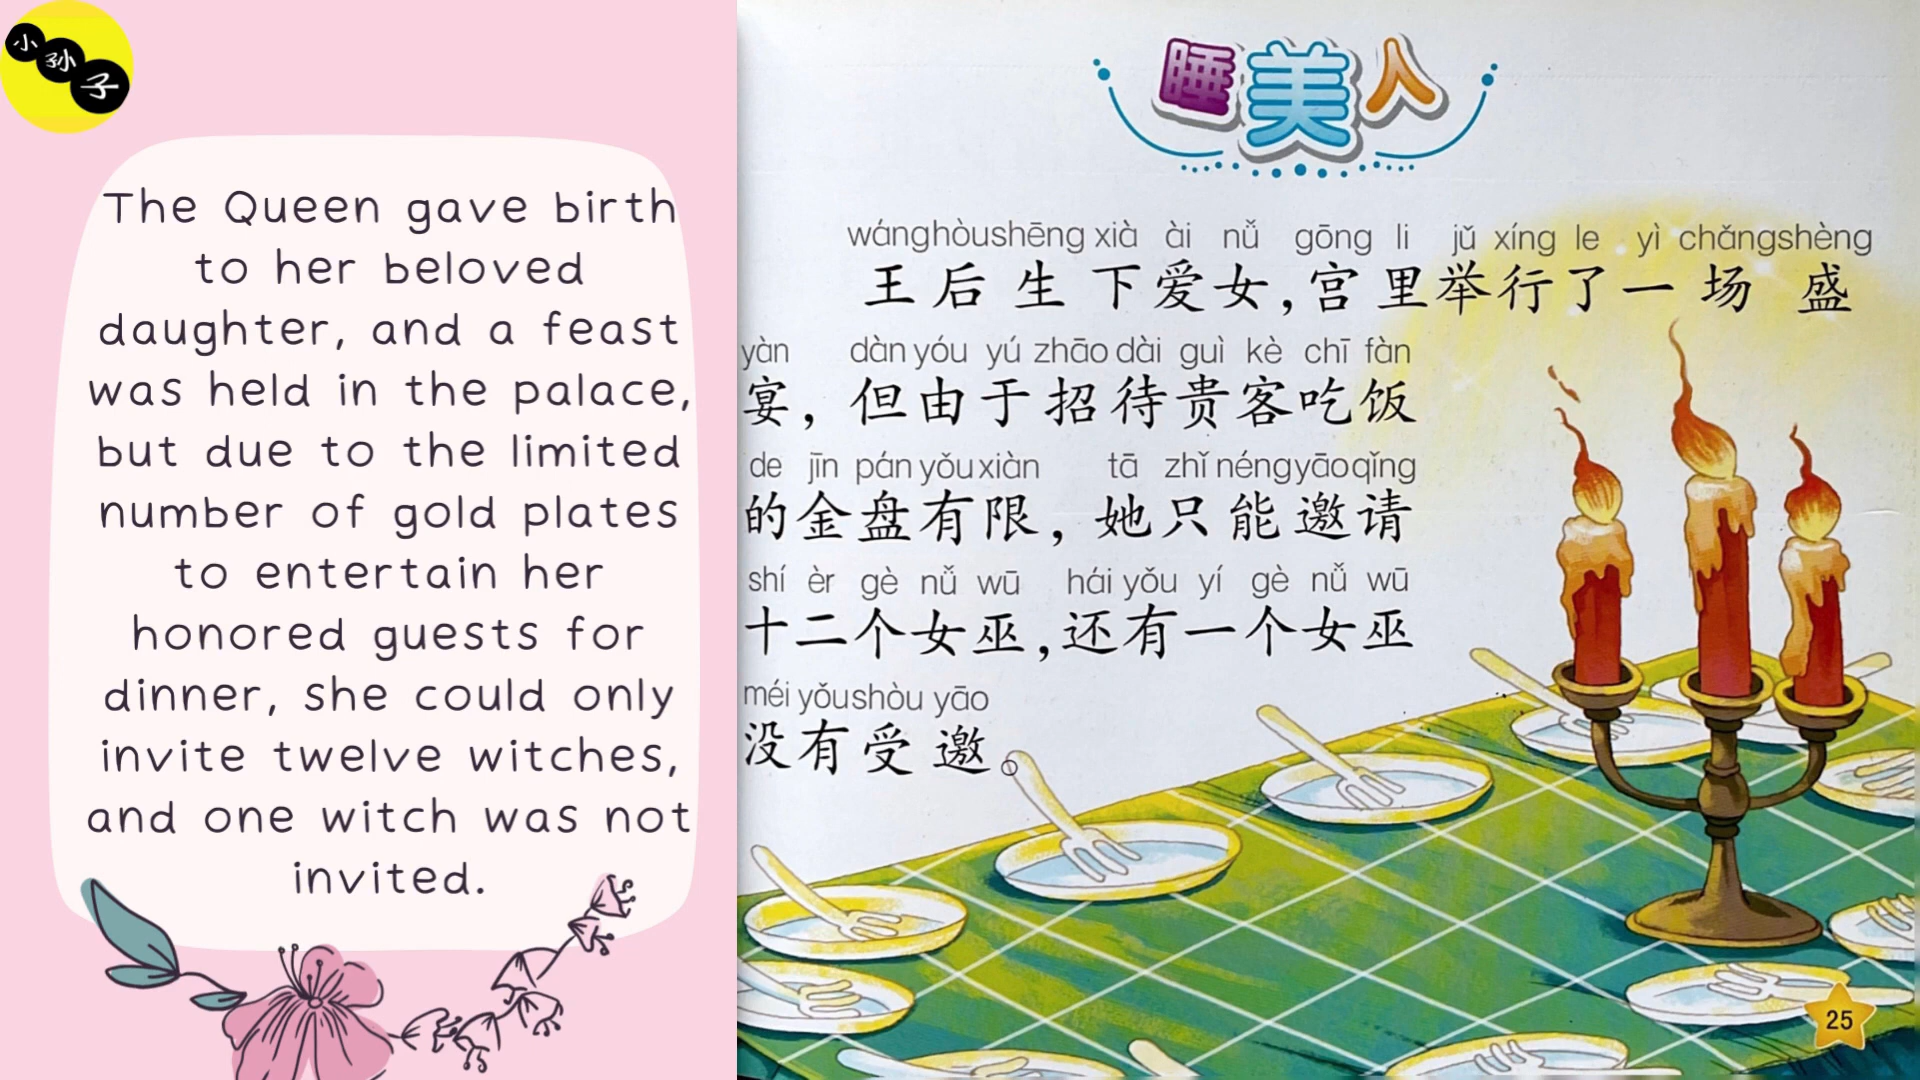 小孙子
The Queen gave birth
to her beloved
daughter, and a feast
was held in the palace,
but due to the limited
number of gold plates
to entertain her
honored guests for
dinner, she could only
invite twelve witches,
and one witch was not
invited.
睡美人
wánghòushēng xià ài nǚ gōng li jǔ xíng le yì chǎngshèng
王后生下爱女,宫里举行了一场盛
yàn dàn yóu yú zhāo dài guì kè chī fàn
宴,但由于招待贵客吃饭
de jīn pán yǒu xiàn tā zhǐ néng yāo qǐng
的金盘有限,她只能邀请
shí èr gè nǚ wū hái yǒu yí gè nǚ wū
十二个女巫,还有一个女巫
méi yǒu shòu yāo
没有受邀。
25